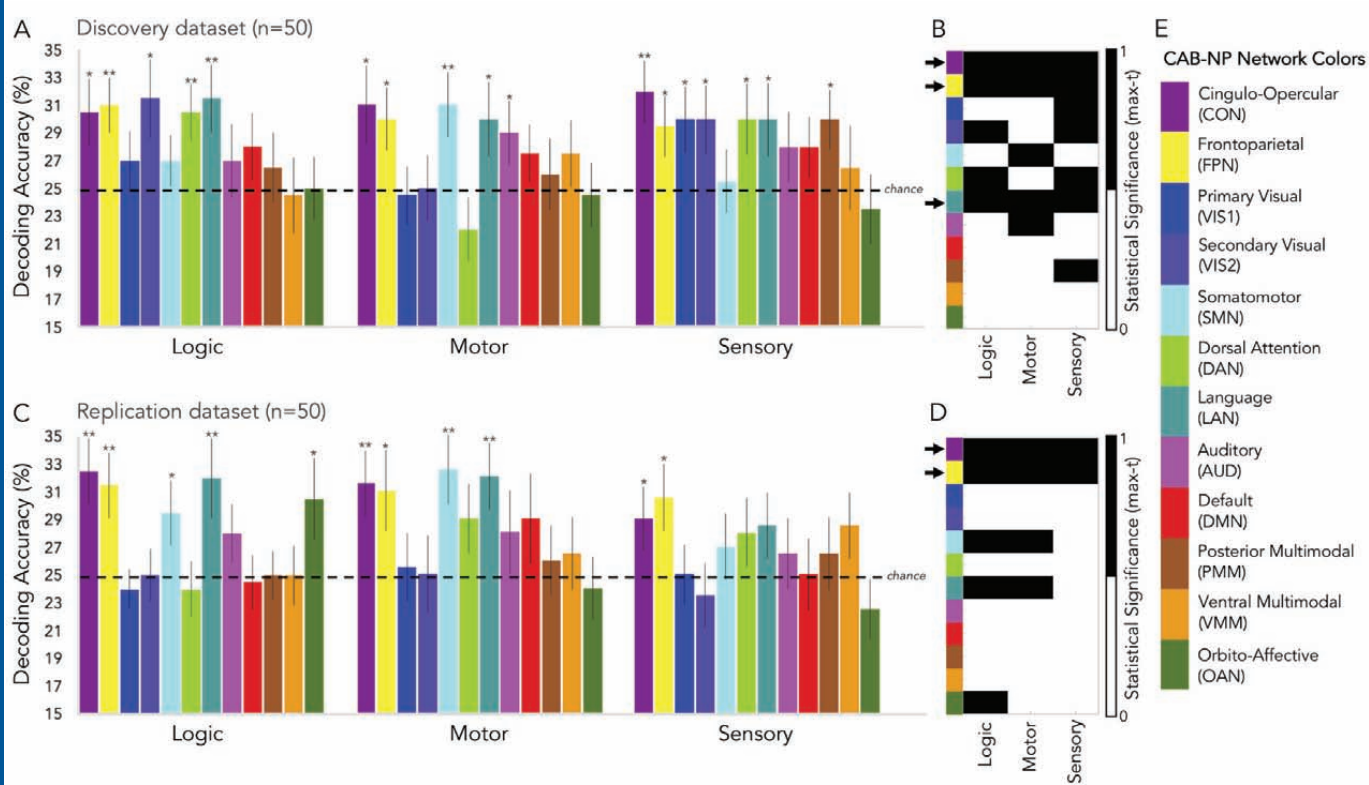 A Discovery dataset (n=50)
Decoding Accuracy (%)
35
33
31
29
27
25
23
21
19
17
15
* ** * ** **
* * ** * *
** * * * * * *
chance
Logic Motor Sensory
B
1
0
Statistical Significance (max-t)
Logic
Motor
Sensory
C Replication dataset (n=50)
Decoding Accuracy (%)
35
33
31
29
27
25
23
21
19
17
15
** ** * ** *
** * ** **
* *
chance
Logic Motor Sensory
D
1
0
Statistical Significance (max-t)
Logic
Motor
Sensory
E
CAB-NP Network Colors
Cingulo-Opercular
(CON)
Frontoparietal
(FPN)
Primary Visual
(VIS1)
Secondary Visual
(VIS2)
Somatomotor
(SMN)
Dorsal Attention
(DAN)
Language
(LAN)
Auditory
(AUD)
Default
(DMN)
Posterior Multimodal
(PMM)
Ventral Multimodal
(VMM)
Orbito-Affective
(OAN)